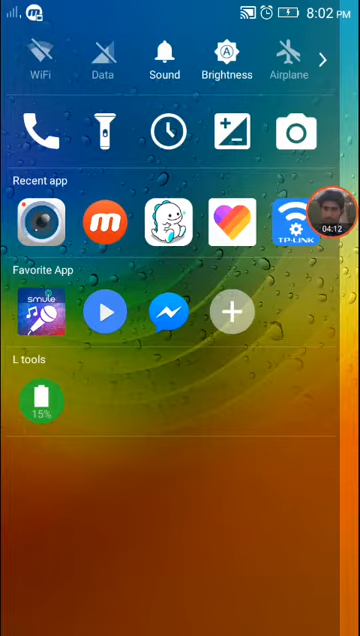 8:02 PM
WiFi Data Sound Brightness Airplane
Recent app
m
TP-LINK
04:12
Favorite App
smule
L tools
15%